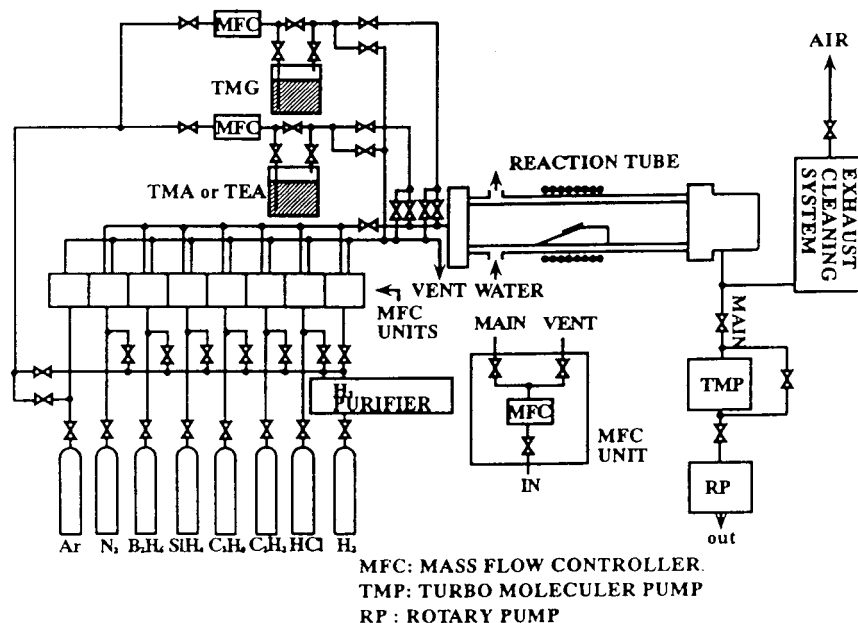 MFC
TMG
MFC
TMA or TEA
AIR
REACTION TUBE
EXHAUST
CLEANING
SYSTEM
VENT WATER
MFC
UNITS
MAIN VENT
MAIN
H₂
PURIFIER
MFC
MFC
UNIT
IN
TMP
RP
out
Ar N₂ B₂H₆ SiH₄ C₃H₈ C₂H₂ HCl H₂
MFC: MASS FLOW CONTROLLER.
TMP: TURBO MOLECULER PUMP
RP : ROTARY PUMP